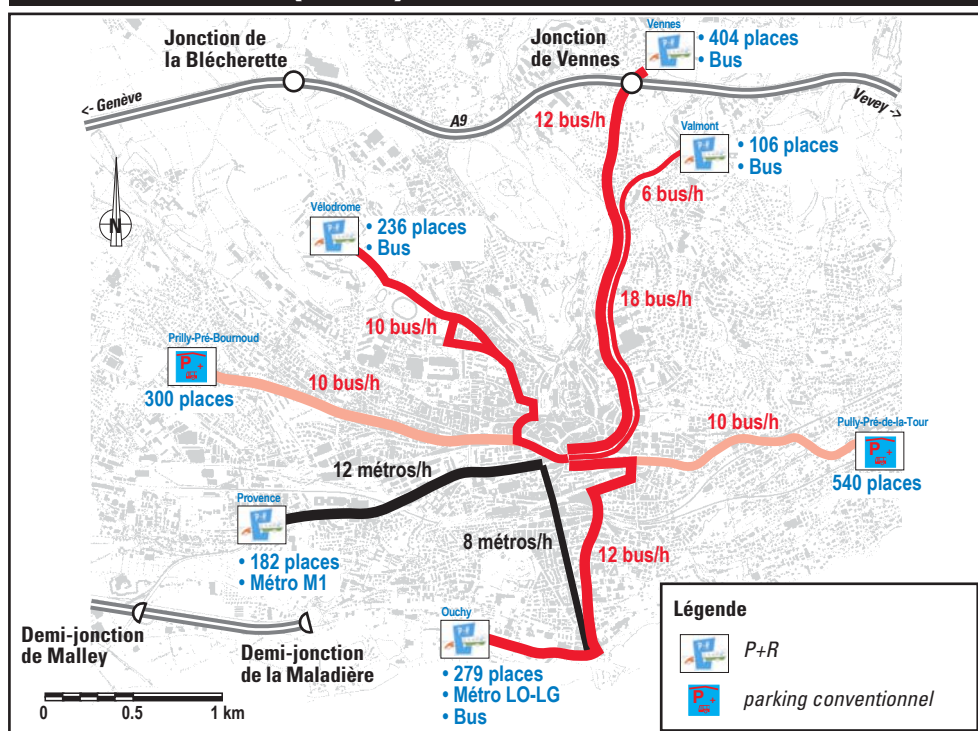 Vennes
• 404 places
• Bus
Jonction de
la Blécherette
Jonction
de Vennes
<- Genève
A9
Vevey ->
12 bus/h
Valmont
• 106 places
• Bus
6 bus/h
N
Vélodrome
• 236 places
• Bus
18 bus/h
10 bus/h
Prilly-Pré-Bournoud
P+
300 places
10 bus/h
10 bus/h
Pully-Pré-de-la-Tour
P+
540 places
12 métros/h
Provence
• 182 places
• Métro M1
8 métros/h
12 bus/h
Demi-jonction
de Malley
Demi-jonction
de la Maladière
Ouchy
• 279 places
• Métro LO-LG
• Bus
0 0.5 1 km
Légende
P+R
P+
parking conventionnel